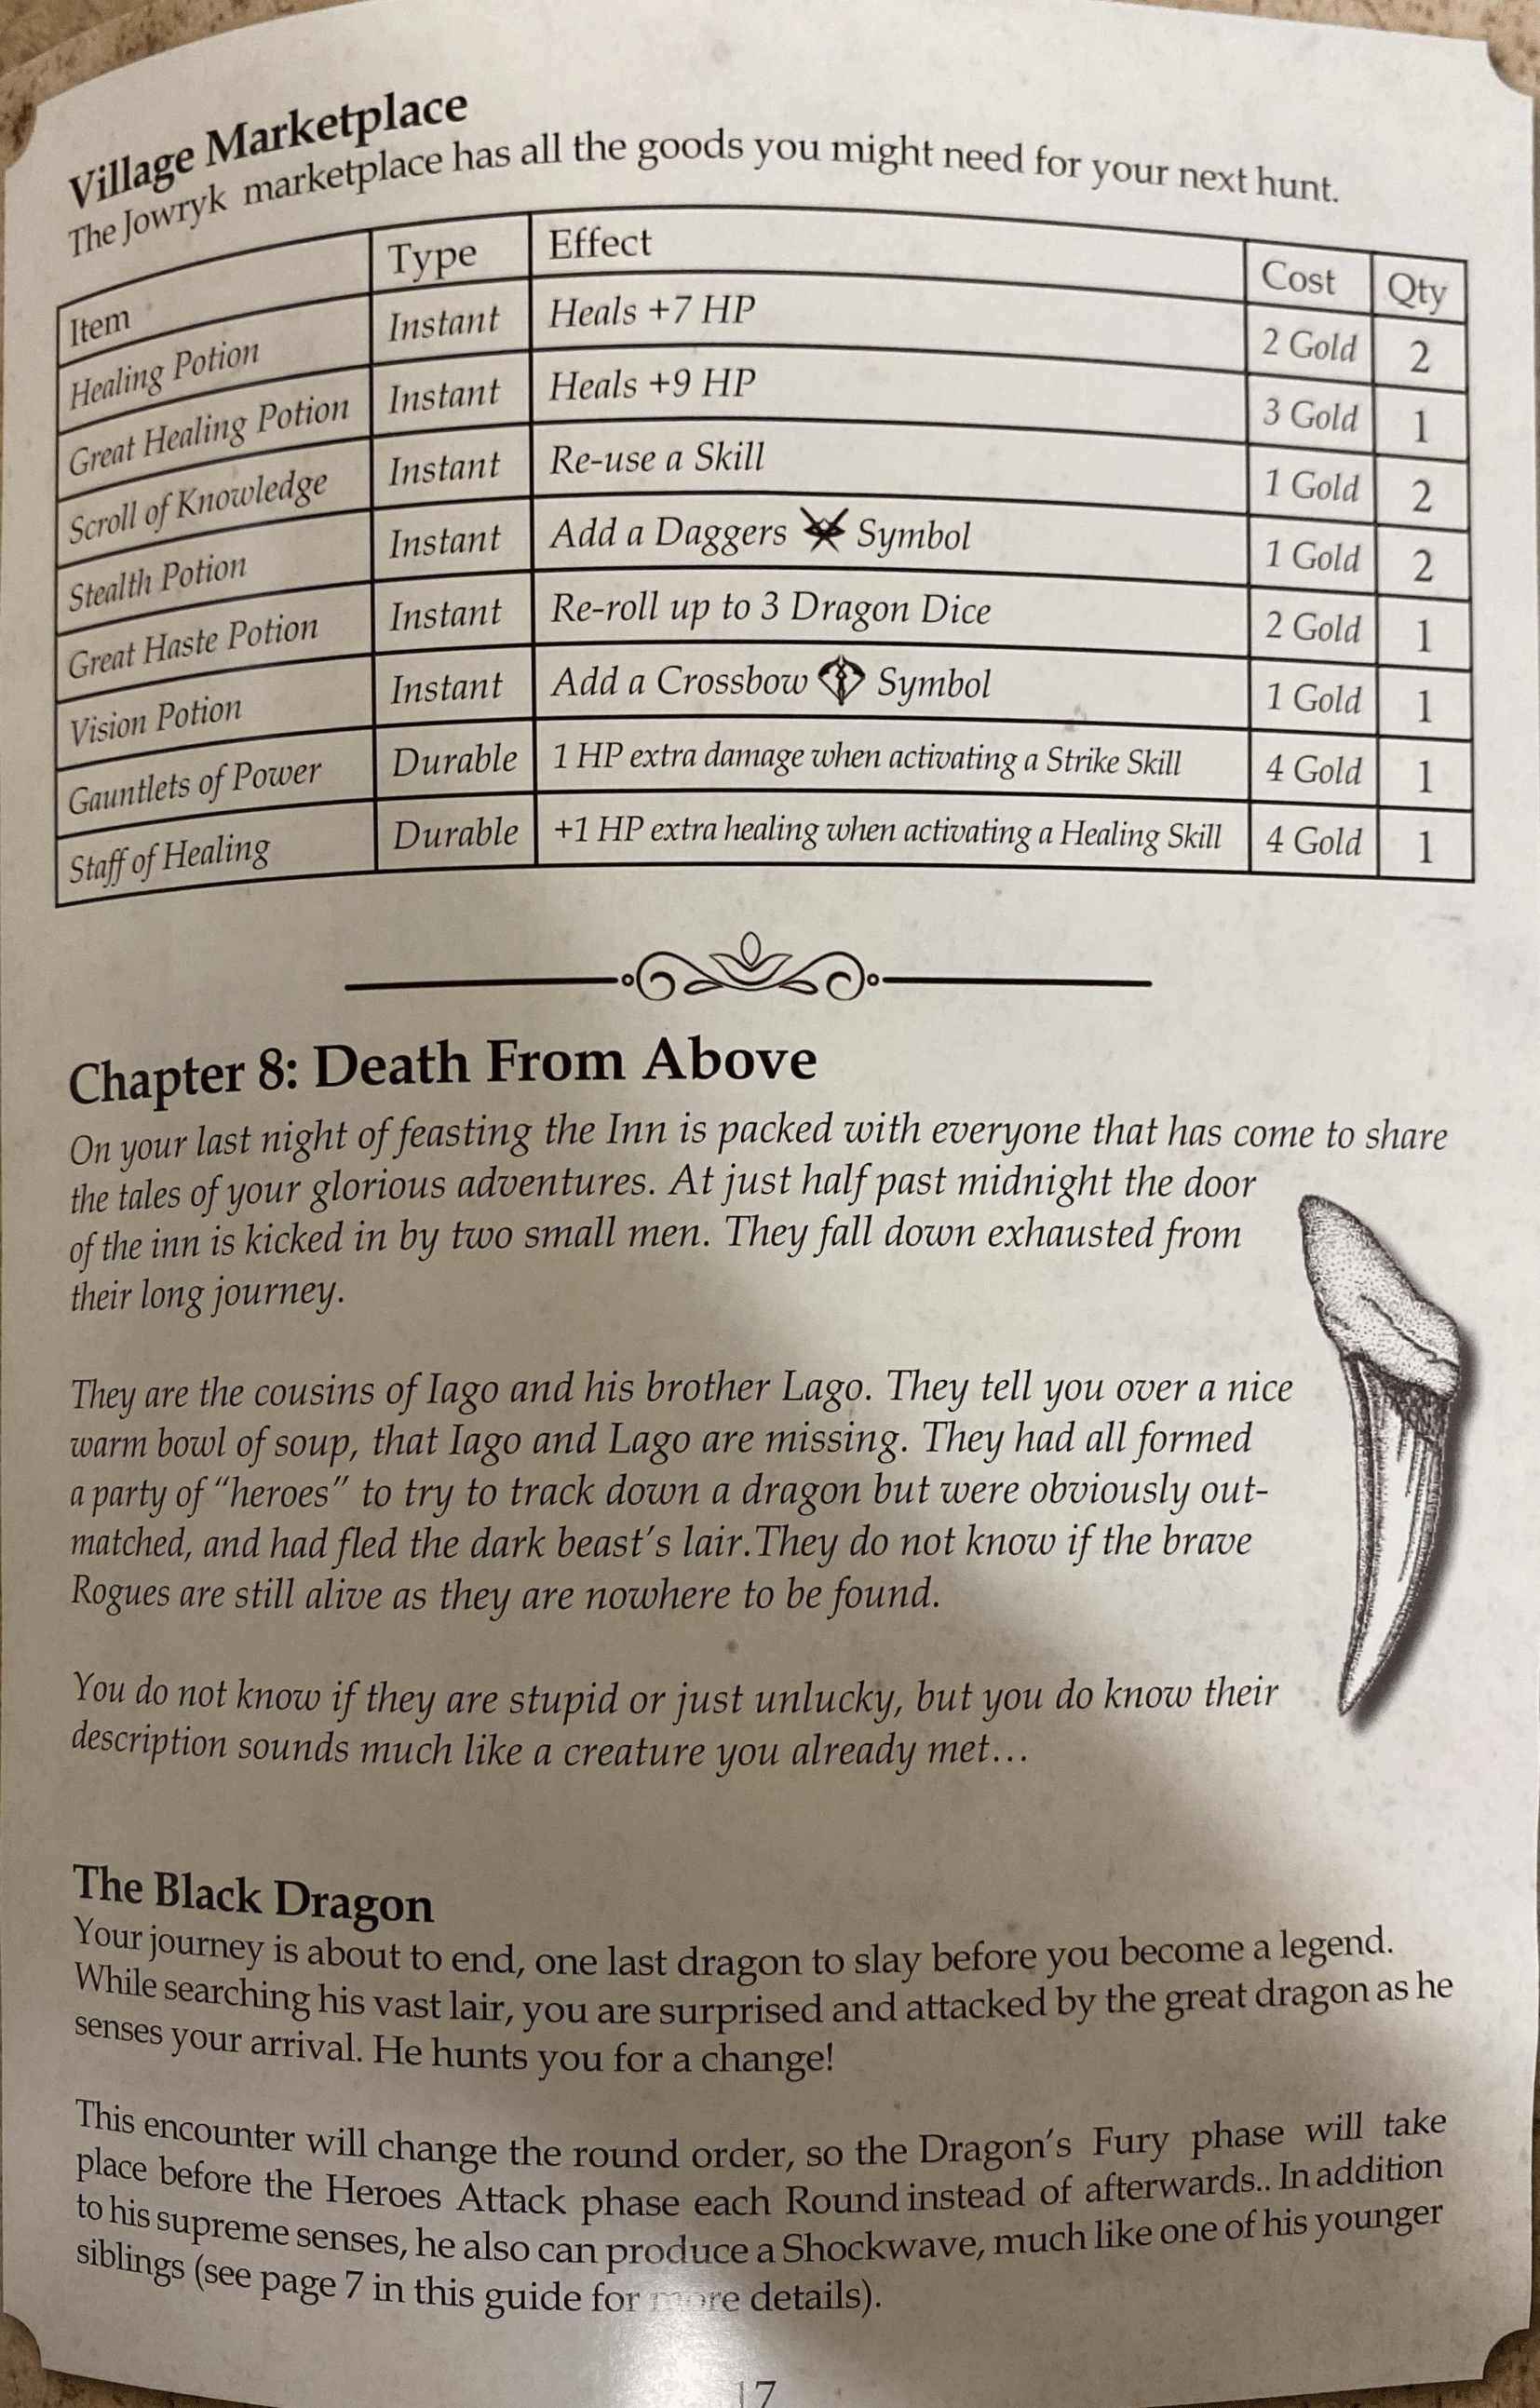 Village Marketplace
The Jowryk marketplace has all the goods you might need for your next hunt.
Item Type Effect Cost Qty
Healing Potion Instant Heals +7 HP 2 Gold 2
Great Healing Potion Instant Heals +9 HP 3 Gold 1
Scroll of Knowledge Instant Re-use a Skill 1 Gold 2
Stealth Potion Instant Add a Daggers Symbol 1 Gold 2
Great Haste Potion Instant Re-roll up to 3 Dragon Dice 2 Gold 1
Vision Potion Instant Add a Crossbow Symbol 1 Gold 1
Gauntlets of Power Durable 1 HP extra damage when activating a Strike Skill 4 Gold 1
Staff of Healing Durable +1 HP extra healing when activating a Healing Skill 4 Gold 1
Chapter 8: Death From Above
On your last night of feasting the Inn is packed with everyone that has come to share
the tales of your glorious adventures. At just half past midnight the door
of the inn is kicked in by two small men. They fall down exhausted from
their long journey.
They are the cousins of Iago and his brother Lago. They tell you over a nice
warm bowl of soup, that Iago and Lago are missing. They had all formed
a party of “heroes” to try to track down a dragon but were obviously out-
matched, and had fled the dark beast’s lair.They do not know if the brave
Rogues are still alive as they are nowhere to be found.
You do not know if they are stupid or just unlucky, but you do know their
description sounds much like a creature you already met…
The Black Dragon
Your journey is about to end, one last dragon to slay before you become a legend.
While searching his vast lair, you are surprised and attacked by the great dragon as he
senses your arrival. He hunts you for a change!
This encounter will change the round order, so the Dragon’s Fury phase will take
place before the Heroes Attack phase each Round instead of afterwards.. In addition
to his supreme senses, he also can produce a Shockwave, much like one of his younger
siblings (see page 7 in this guide for more details).
17